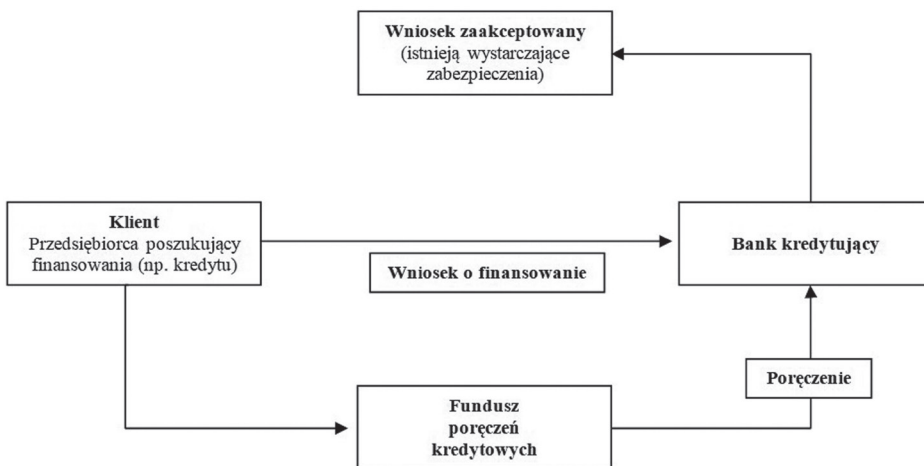 Wniosek zaakceptowany
(istnieją wystarczające
zabezpieczenia)
Klient
Przedsiębiorca poszukujący
finansowania (np. kredytu)
Wniosek o finansowanie
Bank kredytujący
Poręczenie
Fundusz
poręczeń
kredytowych